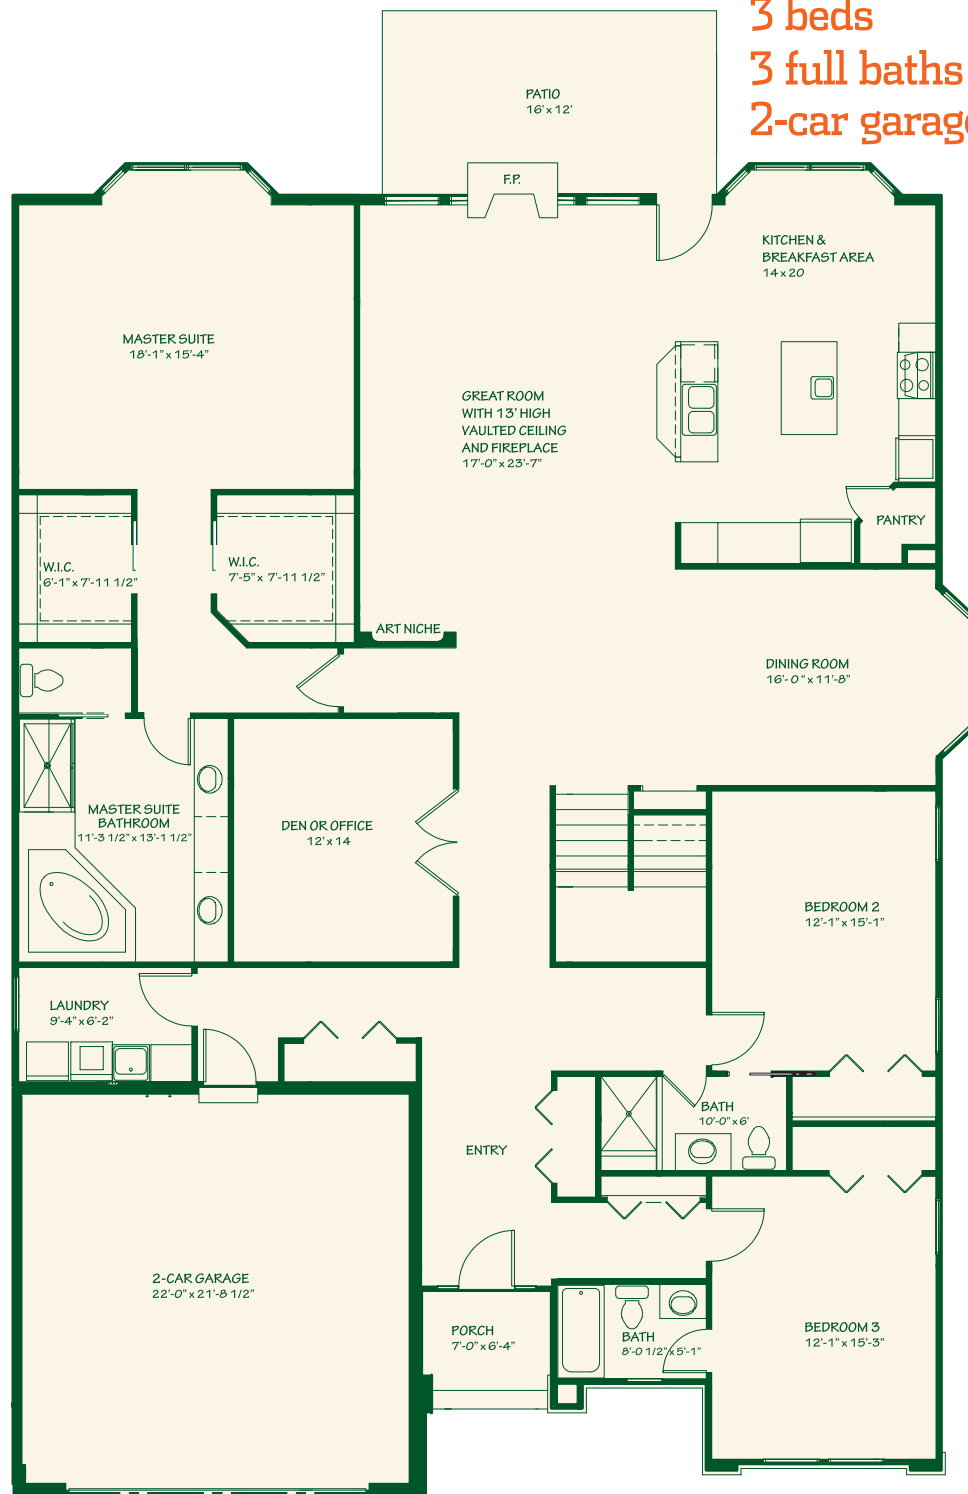 3 beds
3 full baths
2-car garage
PATIO
16' x 12'
F.P.
KITCHEN &
BREAKFAST AREA
14 x 20
MASTER SUITE
18'-1" x 15'-4"
GREAT ROOM
WITH 13' HIGH
VAULTED CEILING
AND FIREPLACE
17'-0" x 23'-7"
PANTRY
W.I.C.
6'-1" x 7'-11 1/2"
W.I.C.
7'-5" x 7'-11 1/2"
ART NICHE
DINING ROOM
16'-0" x 11'-8"
MASTER SUITE
BATHROOM
11'-3 1/2" x 13'-1 1/2"
DEN OR OFFICE
12' x 14
BEDROOM 2
12'-1" x 15'-1"
LAUNDRY
9'-4" x 6'-2"
BATH
10'-0" x 6'
ENTRY
2-CAR GARAGE
22'-0" x 21'-8 1/2"
PORCH
7'-0" x 6'-4"
BATH
8'-0 1/2" x 5'-1"
BEDROOM 3
12'-1" x 15'-3"